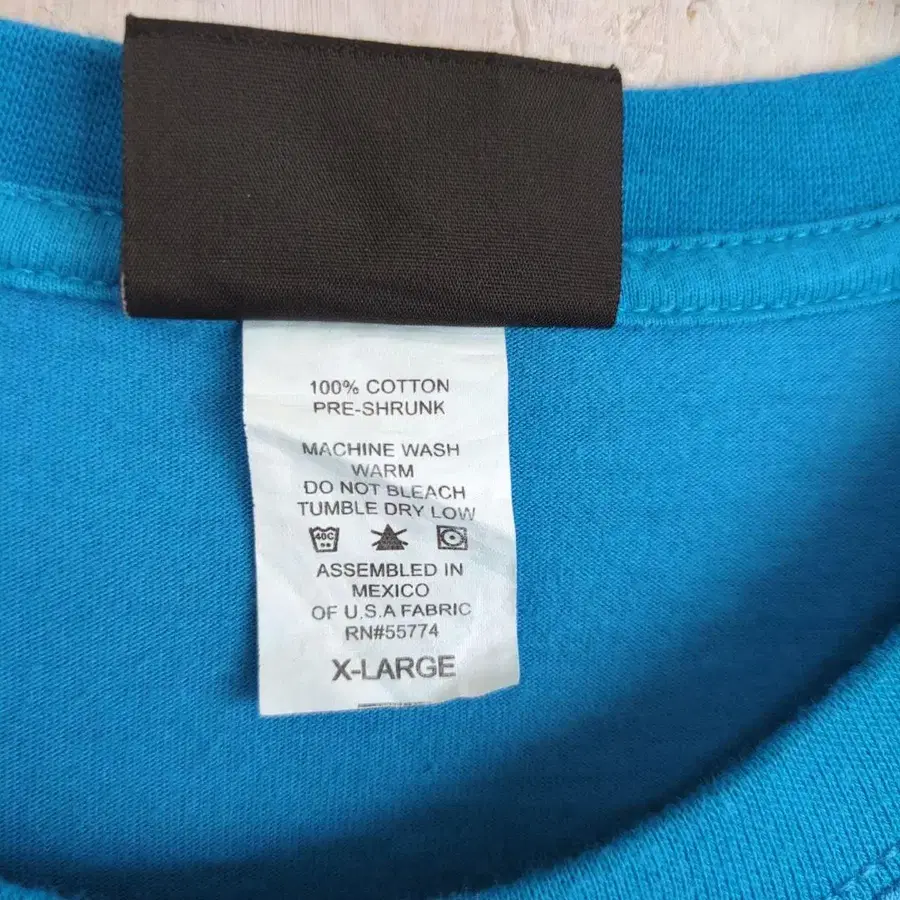 100% COTTON
PRE-SHRUNK
MACHINE WASH
WARM
DO NOT BLEACH
TUMBLE DRY LOW
40C
ASSEMBLED IN
MEXICO
OF U.S.A FABRIC
RN#55774
X-LARGE